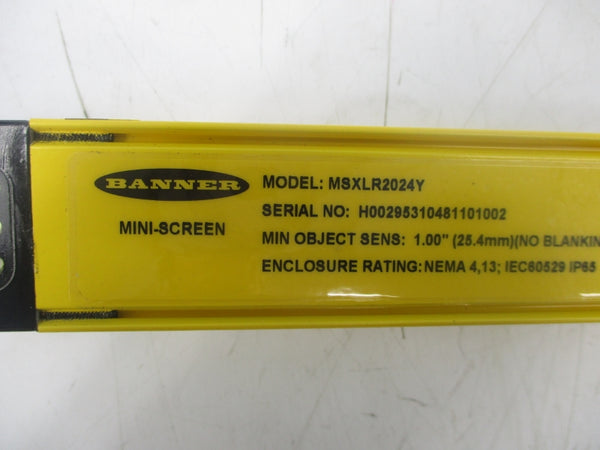 BANNER
MINI-SCREEN
MODEL: MSXLR2024Y
SERIAL NO: H00295310481101002
MIN OBJECT SENS: 1.00" (25.4mm)(NO BLANKIN
ENCLOSURE RATING: NEMA 4,13; IEC60529 IP65